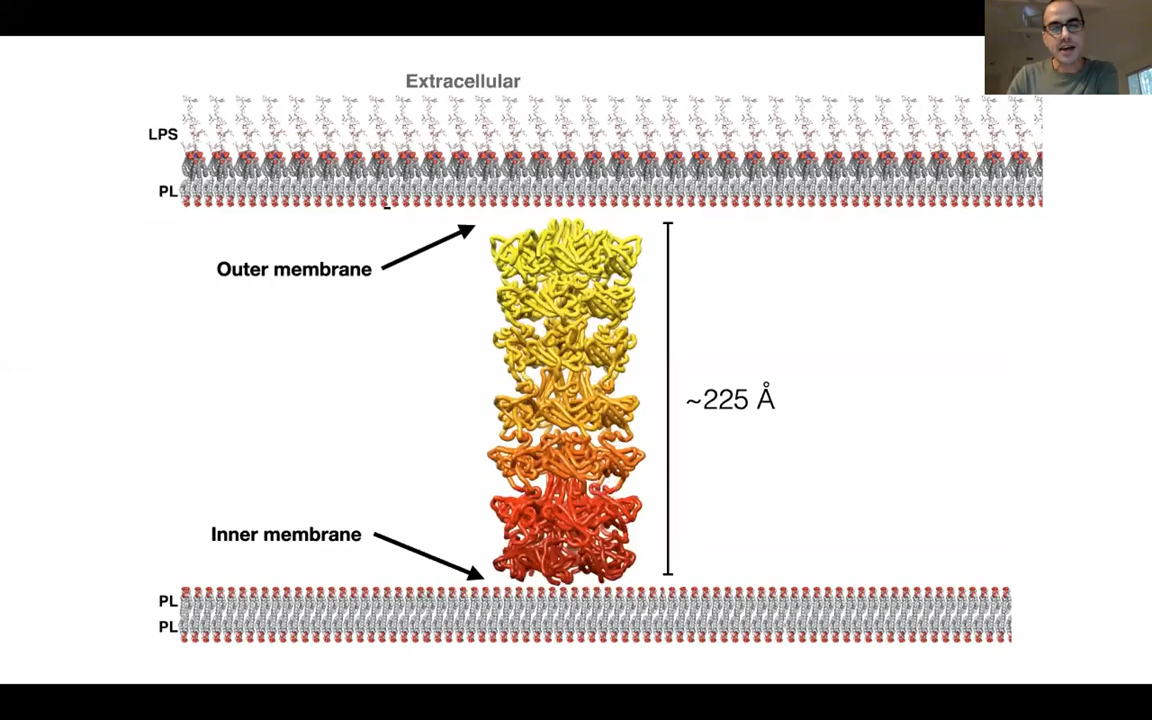 Extracellular
LPS
PL
Outer membrane
~225 Å
Inner membrane
PL
PL